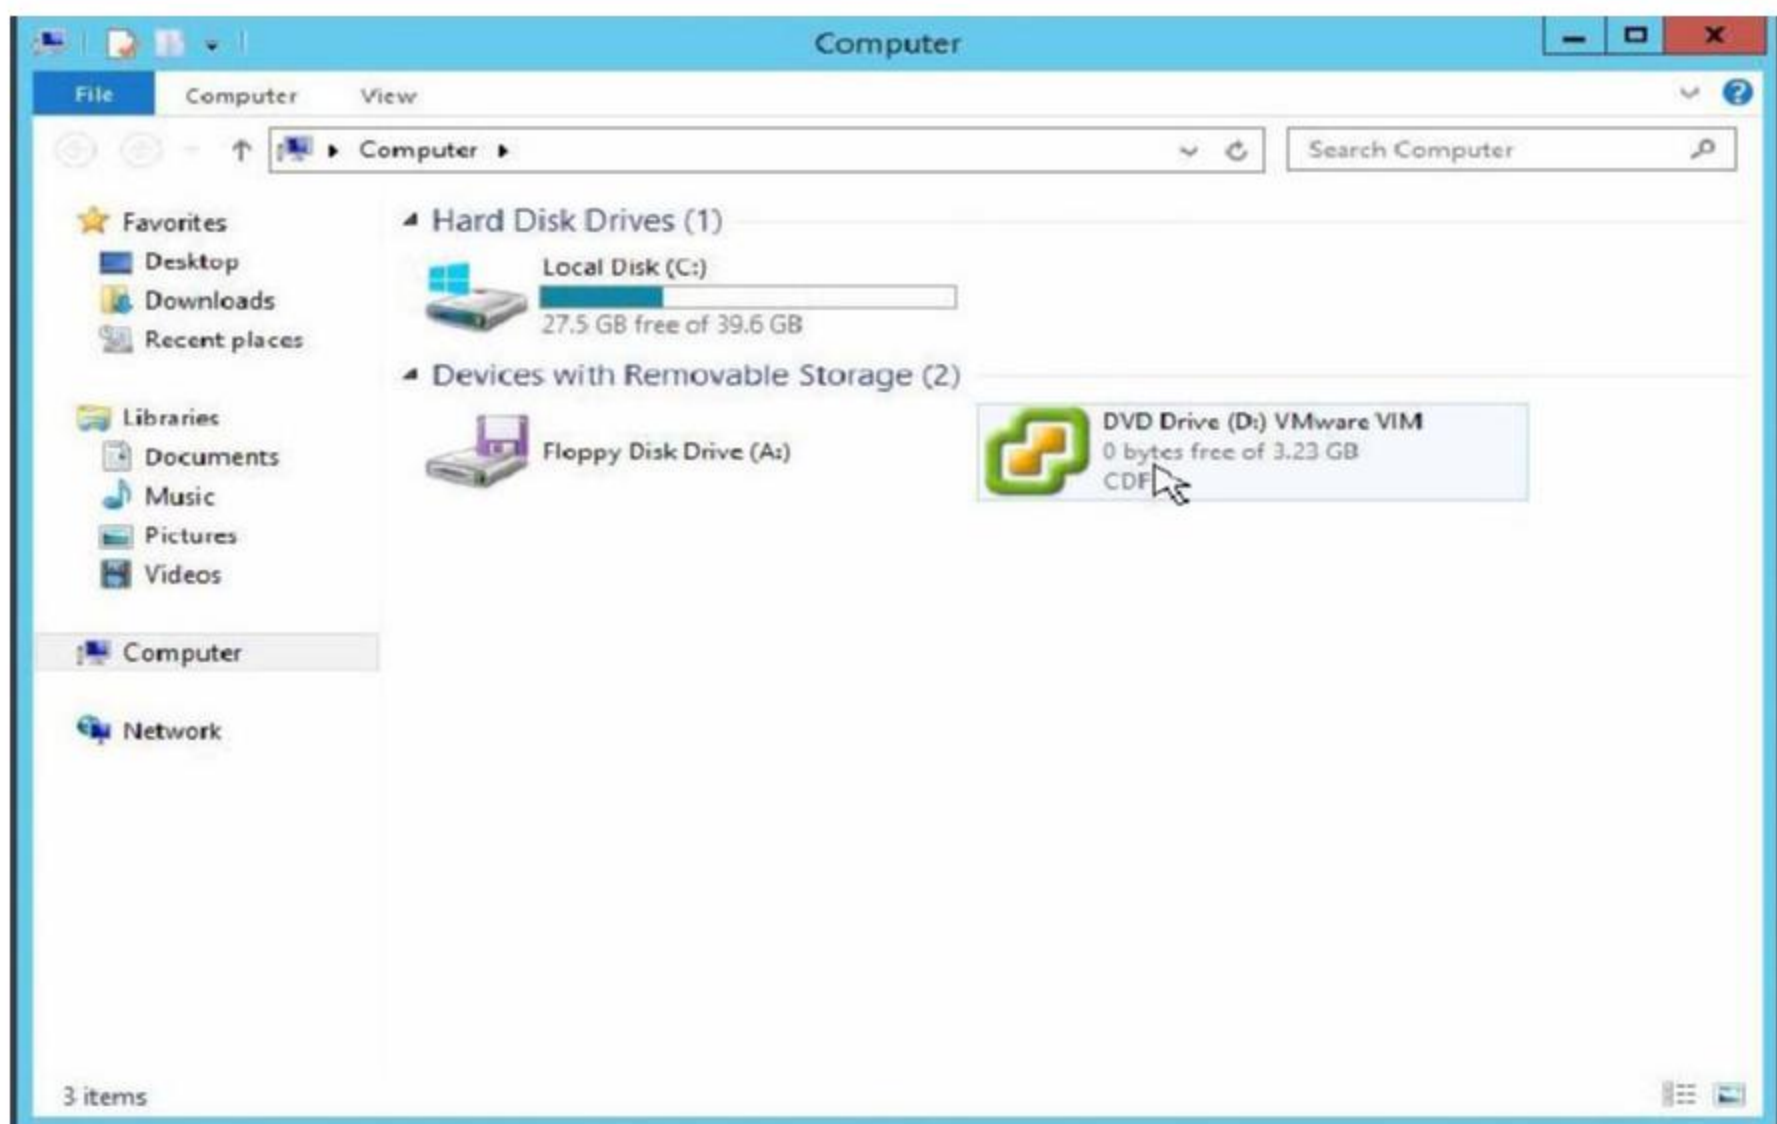 Computer
File Computer View
Computer
Search Computer
Favorites
Desktop
Downloads
Recent places
Libraries
Documents
Music
Pictures
Videos
Computer
Network
Hard Disk Drives (1)
Local Disk (C:)
27.5 GB free of 39.6 GB
Devices with Removable Storage (2)
Floppy Disk Drive (A:)
DVD Drive (D:) VMware VIM
0 bytes free of 3.23 GB
CDF
3 items